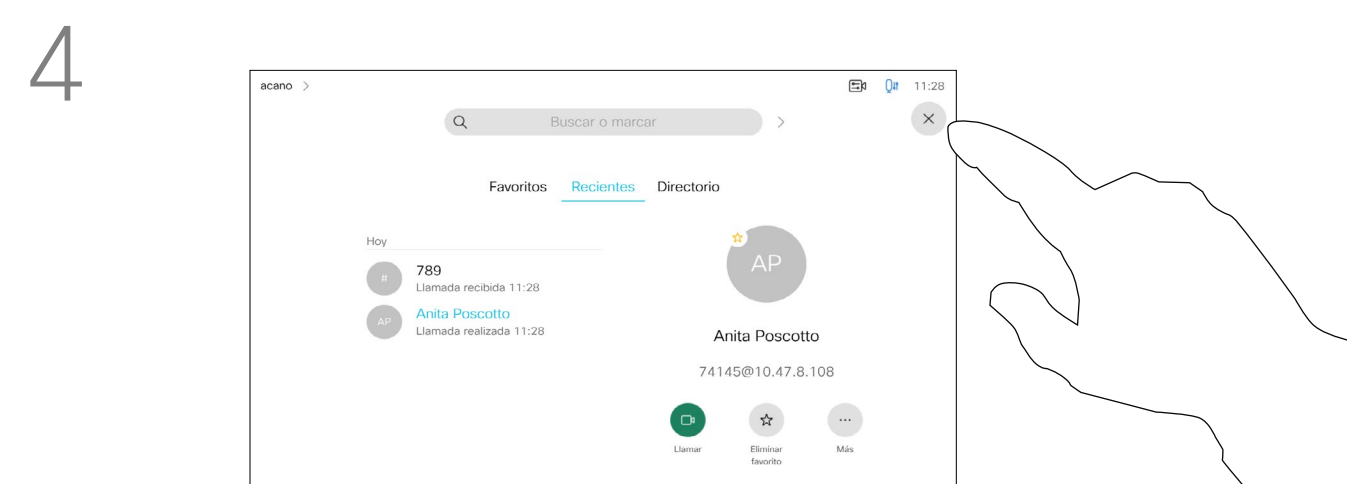 4
acano >
11:28
Buscar o marcar
Favoritos Recientes Directorio
Hoy
#
789
Llamada recibida 11:28
AP
Anita Poscotto
Llamada realizada 11:28
AP
Anita Poscotto
74145@10.47.8.108
Llamar
Eliminar
favorito
Más